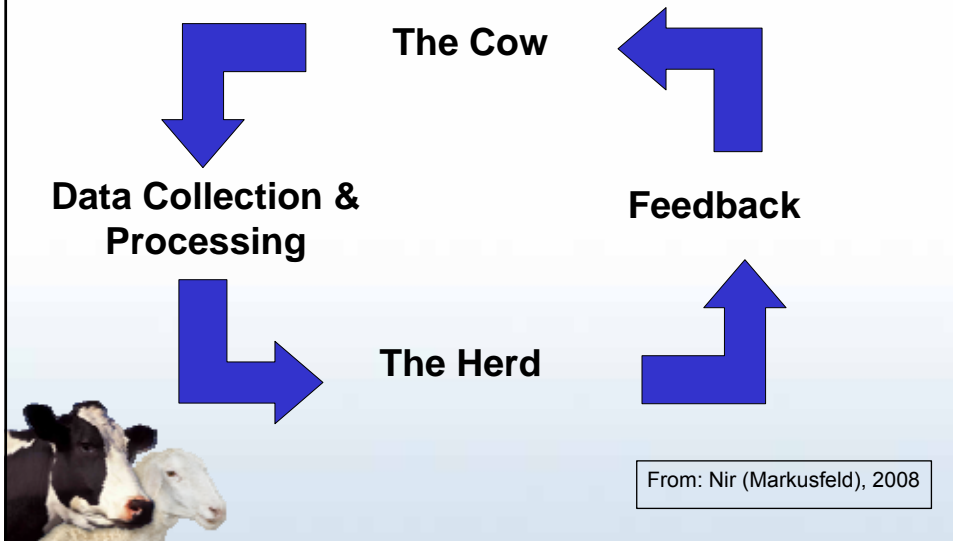 The Cow
Data Collection &
Processing
Feedback
The Herd
From: Nir (Markusfeld), 2008